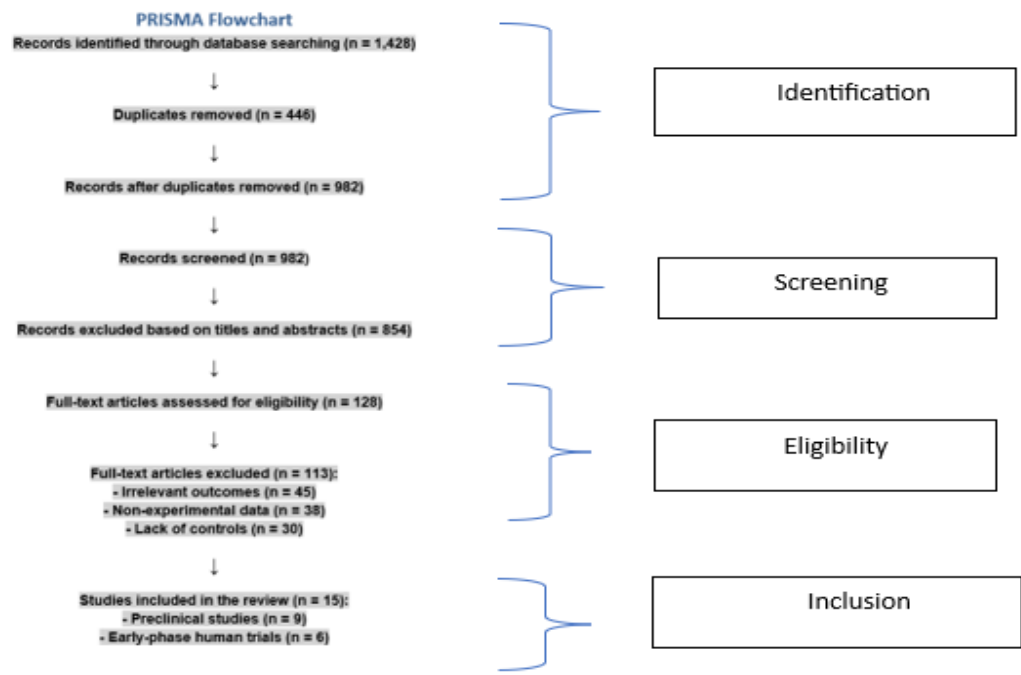 PRISMA Flowchart
Records identified through database searching (n = 1,428)
↓
Duplicates removed (n = 446)
↓
Records after duplicates removed (n = 982)
↓
Records screened (n = 982)
↓
Records excluded based on titles and abstracts (n = 854)
↓
Full-text articles assessed for eligibility (n = 128)
↓
Full-text articles excluded (n = 113):
- Irrelevant outcomes (n = 45)
- Non-experimental data (n = 38)
- Lack of controls (n = 30)
↓
Studies included in the review (n = 15):
- Preclinical studies (n = 9)
- Early-phase human trials (n = 6)
Identification
Screening
Eligibility
Inclusion